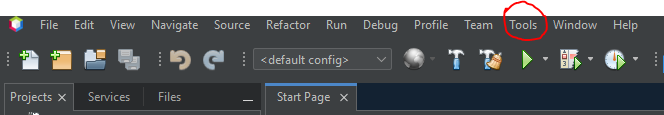 File Edit View Navigate Source Refactor Run Debug Profile Team Tools Window Help
<default config>
Projects Services Files Start Page